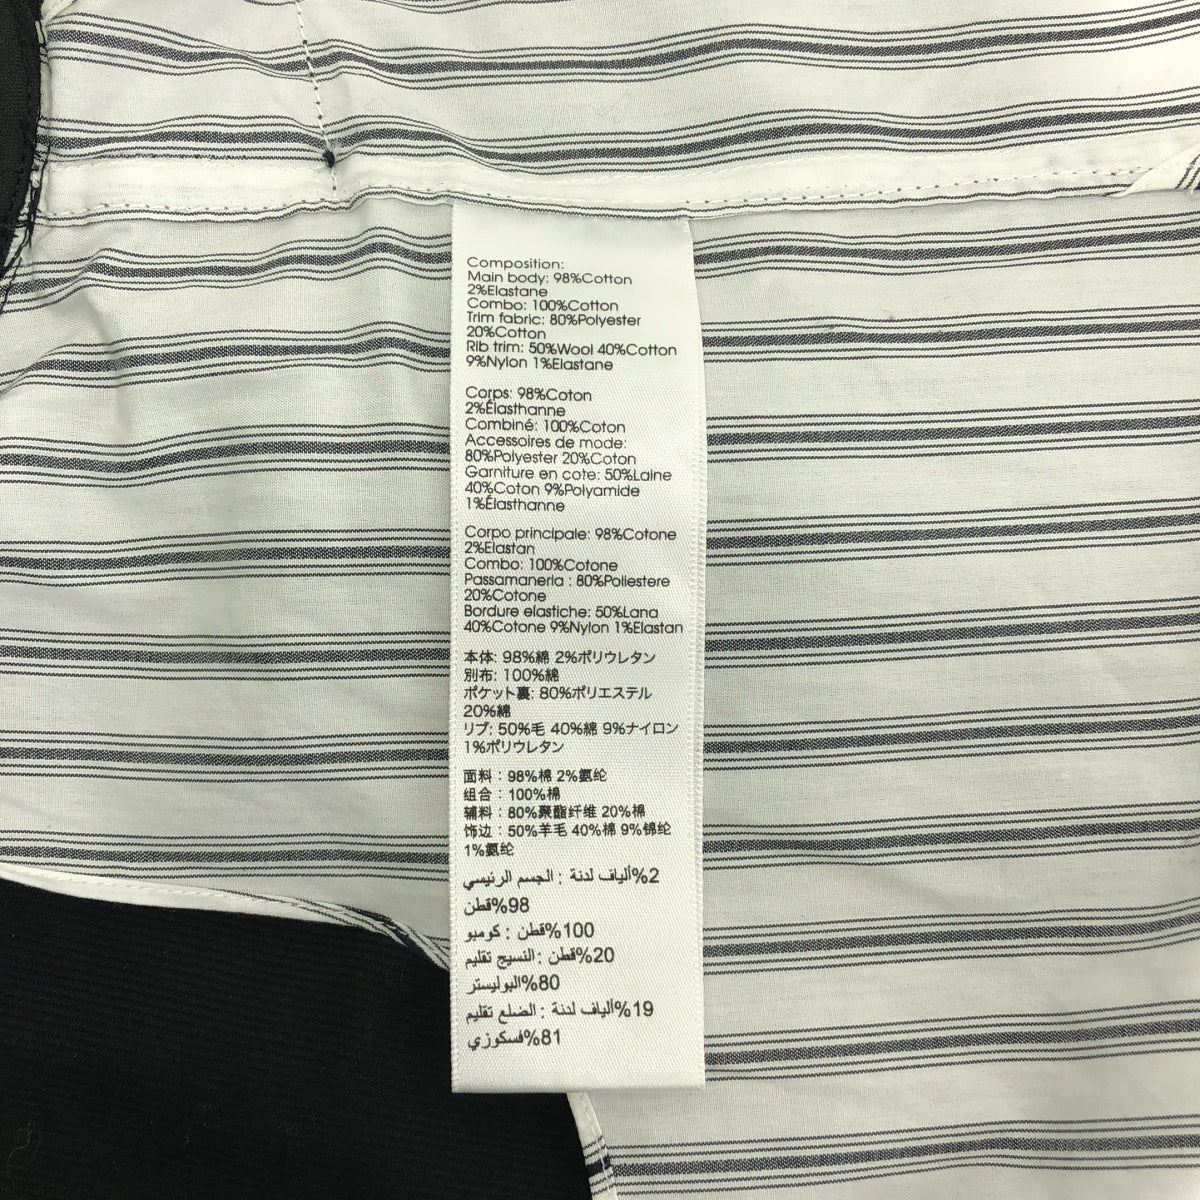 Composition:
Main body: 98%Cotton
2%Elastane
Combo: 100%Cotton
Trim fabric: 80%Polyester
20%Cotton
Rib trim: 50%Wool 40%Cotton
9%Nylon 1%Elastane
Corps: 98%Coton
2%Élasthanne
Combiné: 100%Coton
Accessoires de mode:
80%Polyester 20%Coton
Garniture en cote: 50%Laine
40%Coton 9%Polyamide
1%Élasthanne
Corpo principale: 98%Cotone
2%Elastan
Combo: 100%Cotone
Passamaneria : 80%Poliestere
20%Cotone
Bordure elastiche: 50%Lana
40%Cotone 9%Nylon 1%Elastan
本体: 98%綿 2%ポリウレタン
別布: 100%綿
ポケット裏: 80%ポリエステル
20%綿
リブ: 50%毛 40%綿 9%ナイロン
1%ポリウレタン
面料：98%棉 2%氨纶
组合：100%棉
辅料：80%聚酯纤维 20%棉
饰边：50%羊毛 40%棉 9%锦纶
1%氨纶
2%ألياف لدنة : الجسم الرئيسي
98%قطن
100%قطن : كومبو
20%قطن : النسيج تقليم
80%البوليستر
19%ألياف لدنة : الضلع تقليم
81%فسكوزي